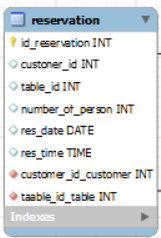 reservation
id_reservation INT
custoner_id INT
table_id INT
number_of_person INT
res_date DATE
res_time TIME
customer_id_customer INT
taable_id_table INT
Indexes